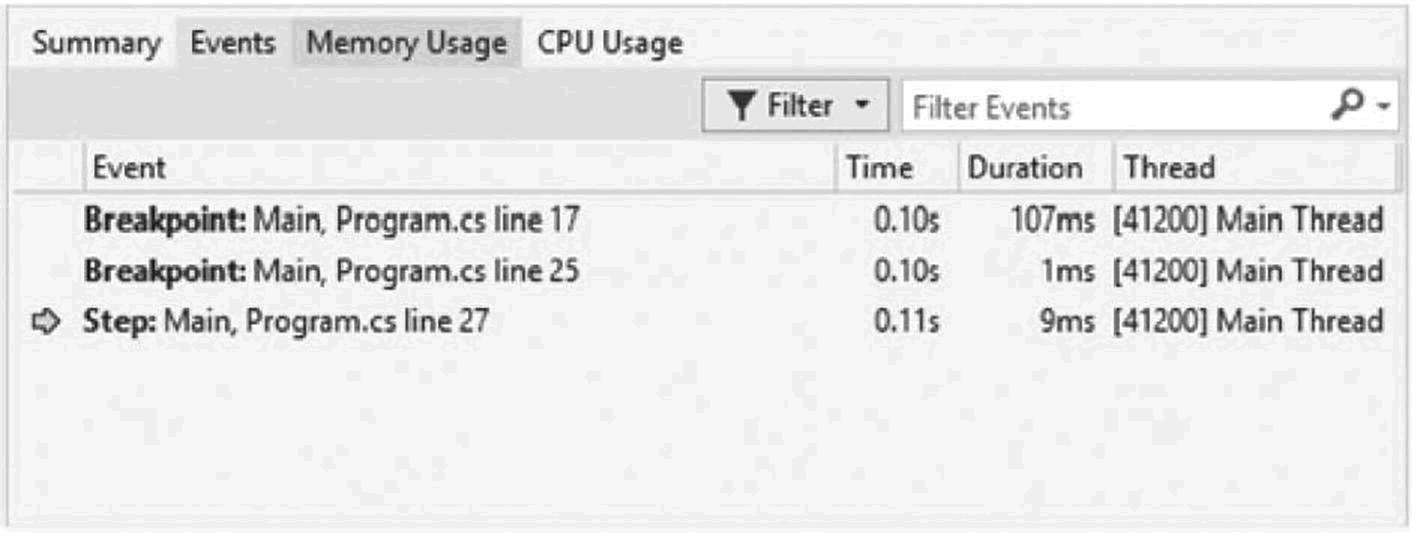 Summary Events Memory Usage CPU Usage
Filter Filter Events
Event Time Duration Thread
Breakpoint: Main, Program.cs line 17 0.10s 107ms [41200] Main Thread
Breakpoint: Main, Program.cs line 25 0.10s 1ms [41200] Main Thread
Step: Main, Program.cs line 27 0.11s 9ms [41200] Main Thread